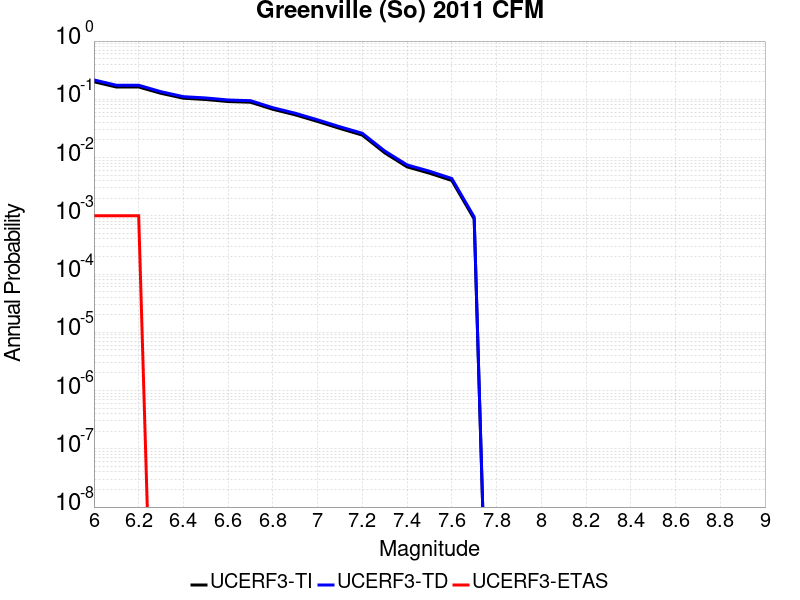 Greenville (So) 2011 CFM
Annual Probability
10^0
10^-1
10^-2
10^-3
10^-4
10^-5
10^-6
10^-7
10^-8
6 6.2 6.4 6.6 6.8 7 7.2 7.4 7.6 7.8 8 8.2 8.4 8.6 8.8 9
Magnitude
UCERF3-TI UCERF3-TD UCERF3-ETAS